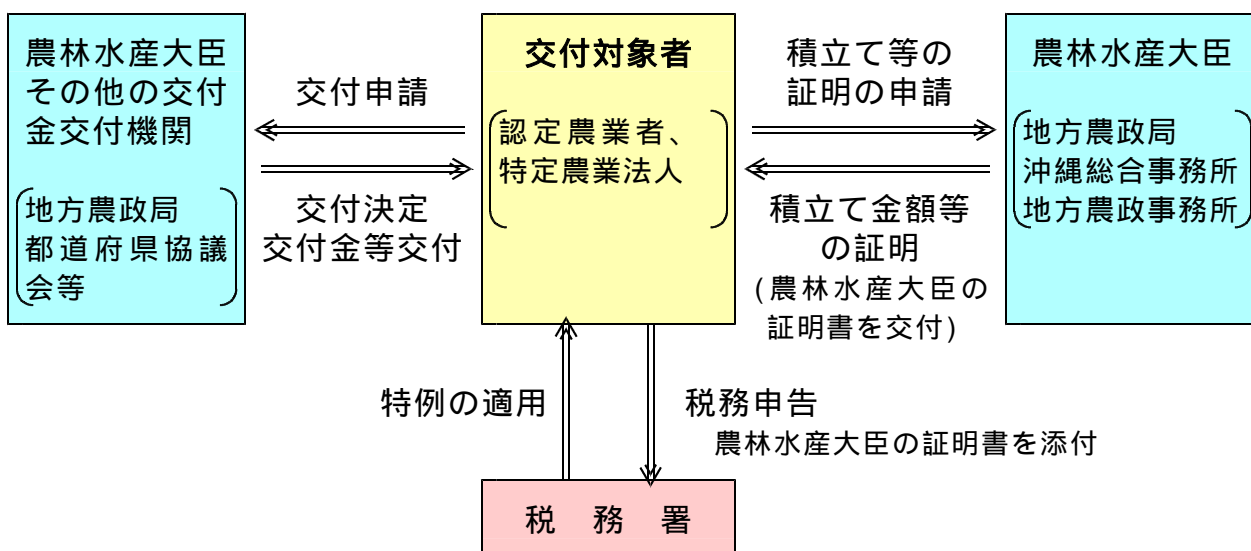 農林水産大臣
その他の交付
金交付機関
地方農政局
都道府県協議
会等
交付申請
交付決定
交付金等交付
交付対象者
認定農業者、
特定農業法人
積立て等の
証明の申請
積立て金額等
の証明
(農林水産大臣の
証明書を交付)
農林水産大臣
地方農政局
沖縄総合事務所
地方農政事務所
特例の適用
税務申告
農林水産大臣の証明書を添付
税 務 署